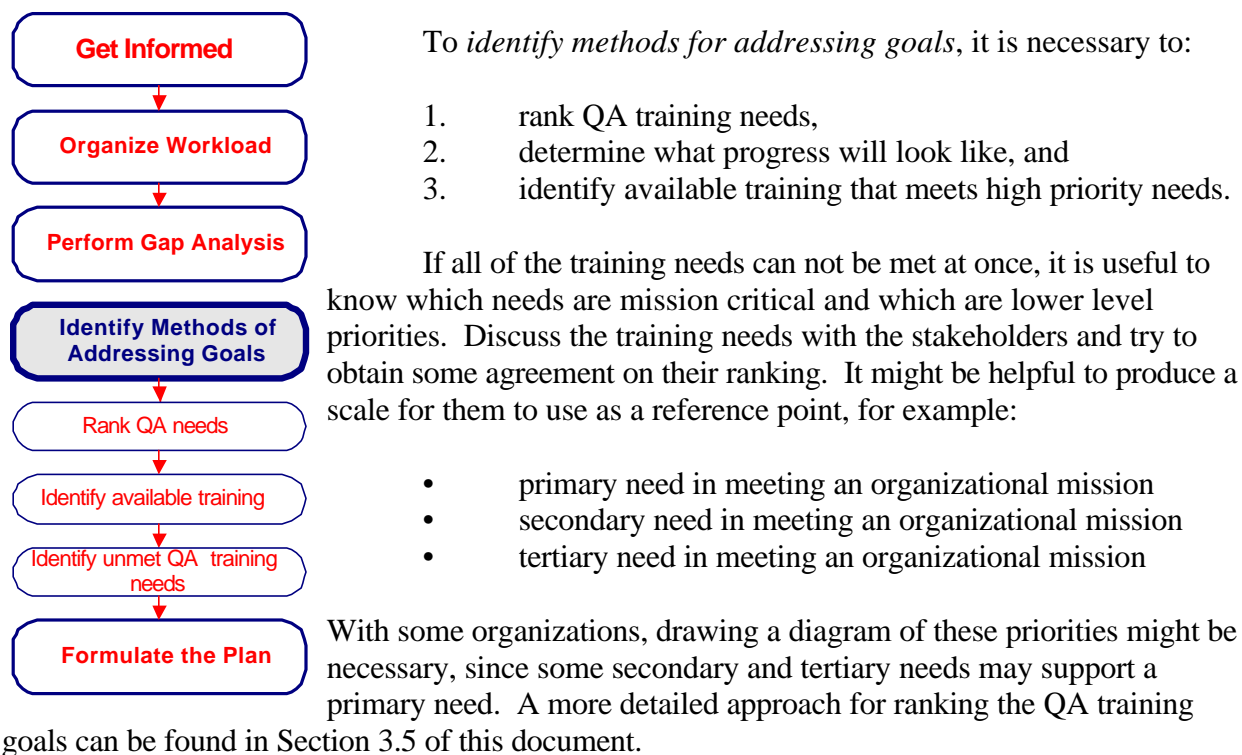 Get Informed
Organize Workload
Perform Gap Analysis
Identify Methods of
Addressing Goals
Rank QA needs
Identify available training
Identify unmet QA training
needs
Formulate the Plan
To identify methods for addressing goals, it is necessary to:
1. rank QA training needs,
2. determine what progress will look like, and
3. identify available training that meets high priority needs.
If all of the training needs can not be met at once, it is useful to
know which needs are mission critical and which are lower level
priorities. Discuss the training needs with the stakeholders and try to
obtain some agreement on their ranking. It might be helpful to produce a
scale for them to use as a reference point, for example:
• primary need in meeting an organizational mission
• secondary need in meeting an organizational mission
• tertiary need in meeting an organizational mission
With some organizations, drawing a diagram of these priorities might be
necessary, since some secondary and tertiary needs may support a
primary need. A more detailed approach for ranking the QA training
goals can be found in Section 3.5 of this document.